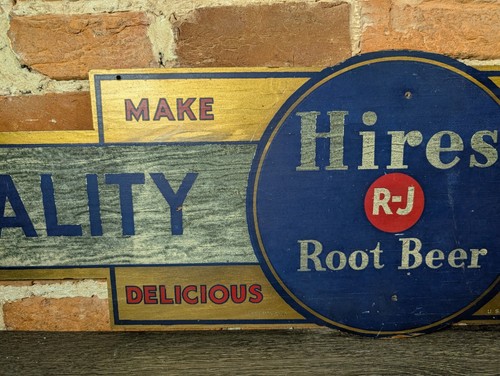 MAKE
ALITY
DELICIOUS
Hires
R-J
Root Beer